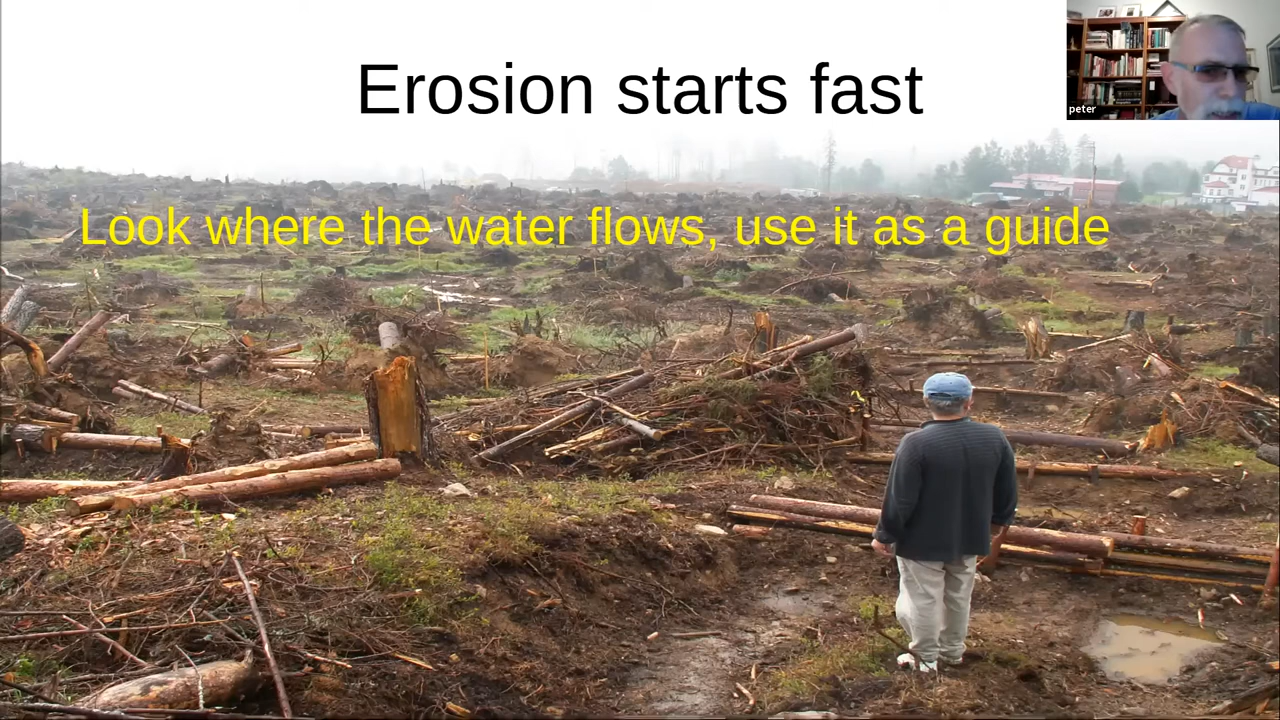 Erosion starts fast
peter
Look where the water flows, use it as a guide